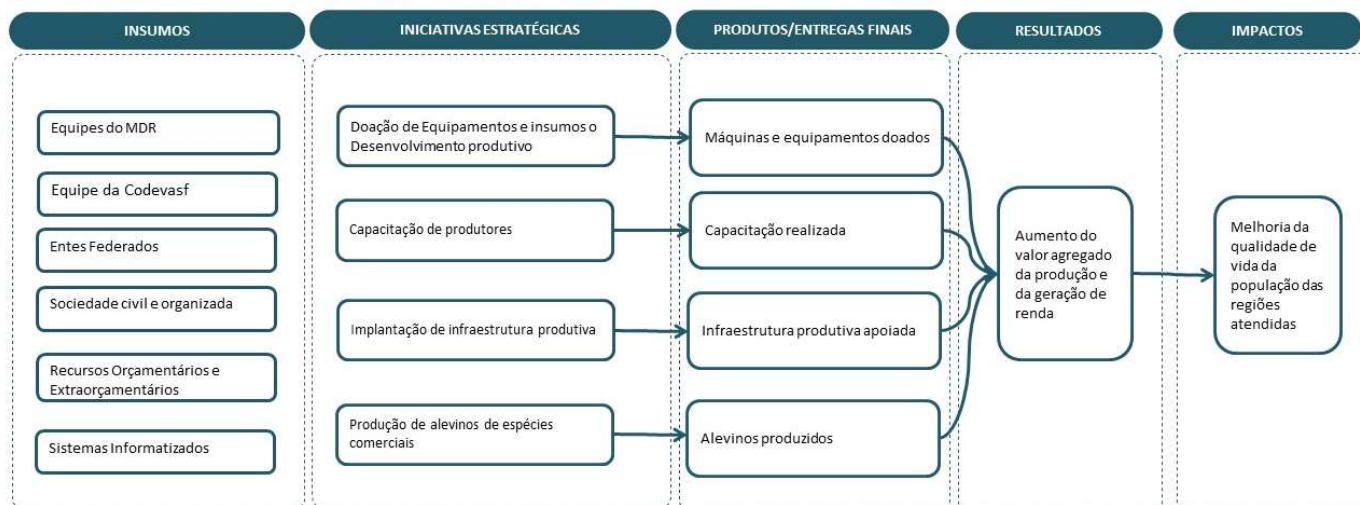 INSUMOS
INICIATIVAS ESTRATÉGICAS
PRODUTOS/ENTREGAS FINAIS
RESULTADOS
IMPACTOS
Equipes do MDR
Equipe da Codevasf
Entes Federados
Sociedade civil e organizada
Recursos Orçamentários e
Extraorçamentários
Sistemas Informatizados
Doação de Equipamentos e insumos o
Desenvolvimento produtivo
Capacitação de produtores
Implantação de infraestrutura produtiva
Produção de alevinos de espécies
comerciais
Máquinas e equipamentos doados
Capacitação realizada
Infraestrutura produtiva apoiada
Alevinos produzidos
Aumento do
valor agregado
da produção e
da geração de
renda
Melhoria da
qualidade de
vida da
população das
regiões
atendidas